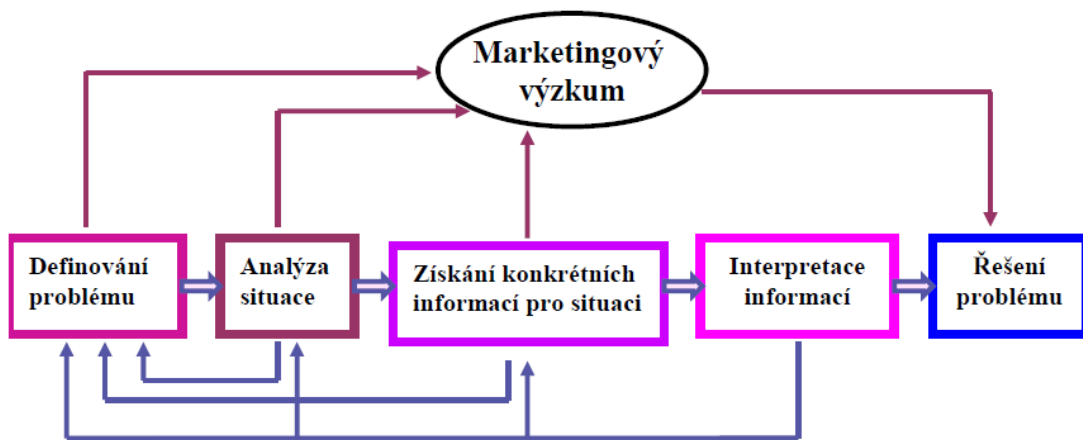 Marketingový
výzkum
Definování
problému
Analýza
situace
Získání konkrétních
informací pro situaci
Interpretace
informací
Řešení
problému